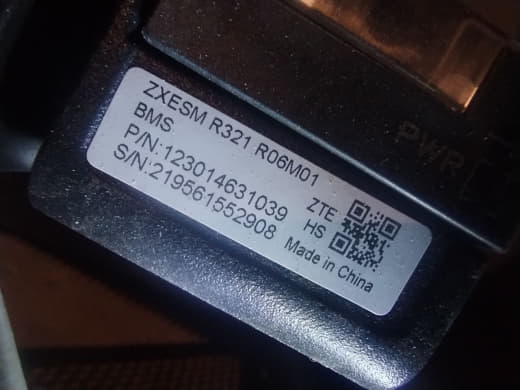 ZXESM R321 R06M01
BMS
P/N:123014631039
S/N:219561552908
ZTE
HS
Made in China
PWR